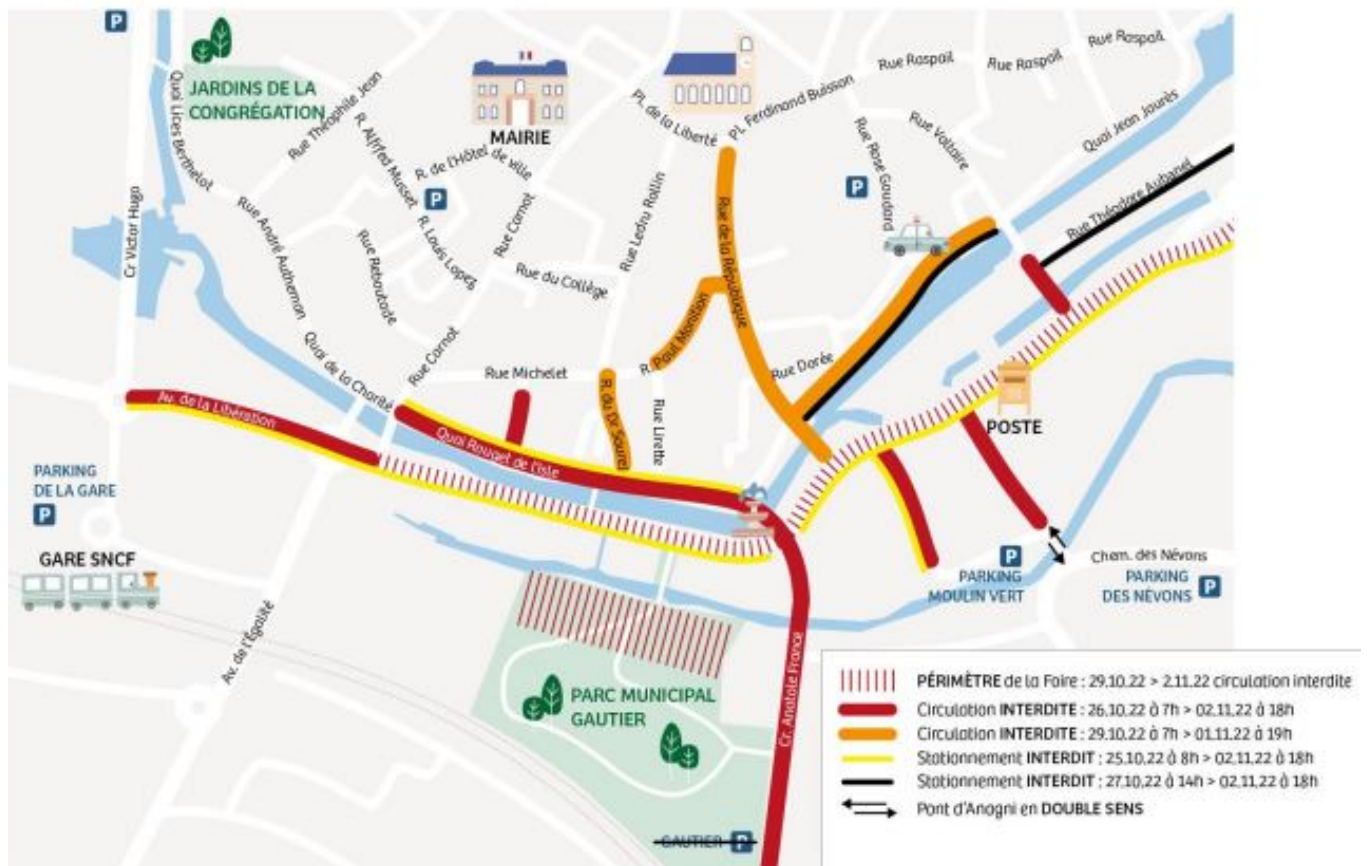 P
JARDINS DE LA
CONGRÉGATION
Quai Lices Berthelot
Rue Théophile Jean
R. Alfrfed Musset
MAIRIE
R. de l'Hôtel de ville
P
Pl. de la Liberté
Pl. Ferdinand Buisson
Rue Raspail
Rue Raspail
Rue Raspail
Rue Voltaire
Quai Jean Jaurès
Rue Rose Goudard
P
Rue Théodore Aubanel
Cr Victor Hugo
Rue André Autheman
Rue Reboulade
R. Louis Lopez
Rue Carnot
Rue Ledru Rollin
Rue du Collège
Rue de la République
R. Paul Monition
Rue Dorée
Quai de la Charité
Rue Carnot
Rue Michelet
R. du Dr Sourel
Rue Lirette
Av. de la Libération
Quai Rouget de l'isle
POSTE
PARKING
DE LA GARE
P
GARE SNCF
Av. de l'Égalité
P
PARKING
MOULIN VERT
Chem. des Névons
PARKING
DES NÉVONS P
PARC MUNICIPAL
GAUTIER
Cr. Anatole France
GAUTIER P
PÉRIMÈTRE de la Foire : 29.10.22 > 2.11.22 circulation interdite
Circulation INTERDITE : 26.10.22 à 7h > 02.11.22 à 18h
Circulation INTERDITE : 29.10.22 à 7h > 01.11.22 à 19h
Stationnement INTERDIT : 25.10.22 à 8h > 02.11.22 à 18h
Stationnement INTERDIT : 27.10.22 à 14h > 02.11.22 à 18h
Pont d'Anagni en DOUBLE SENS